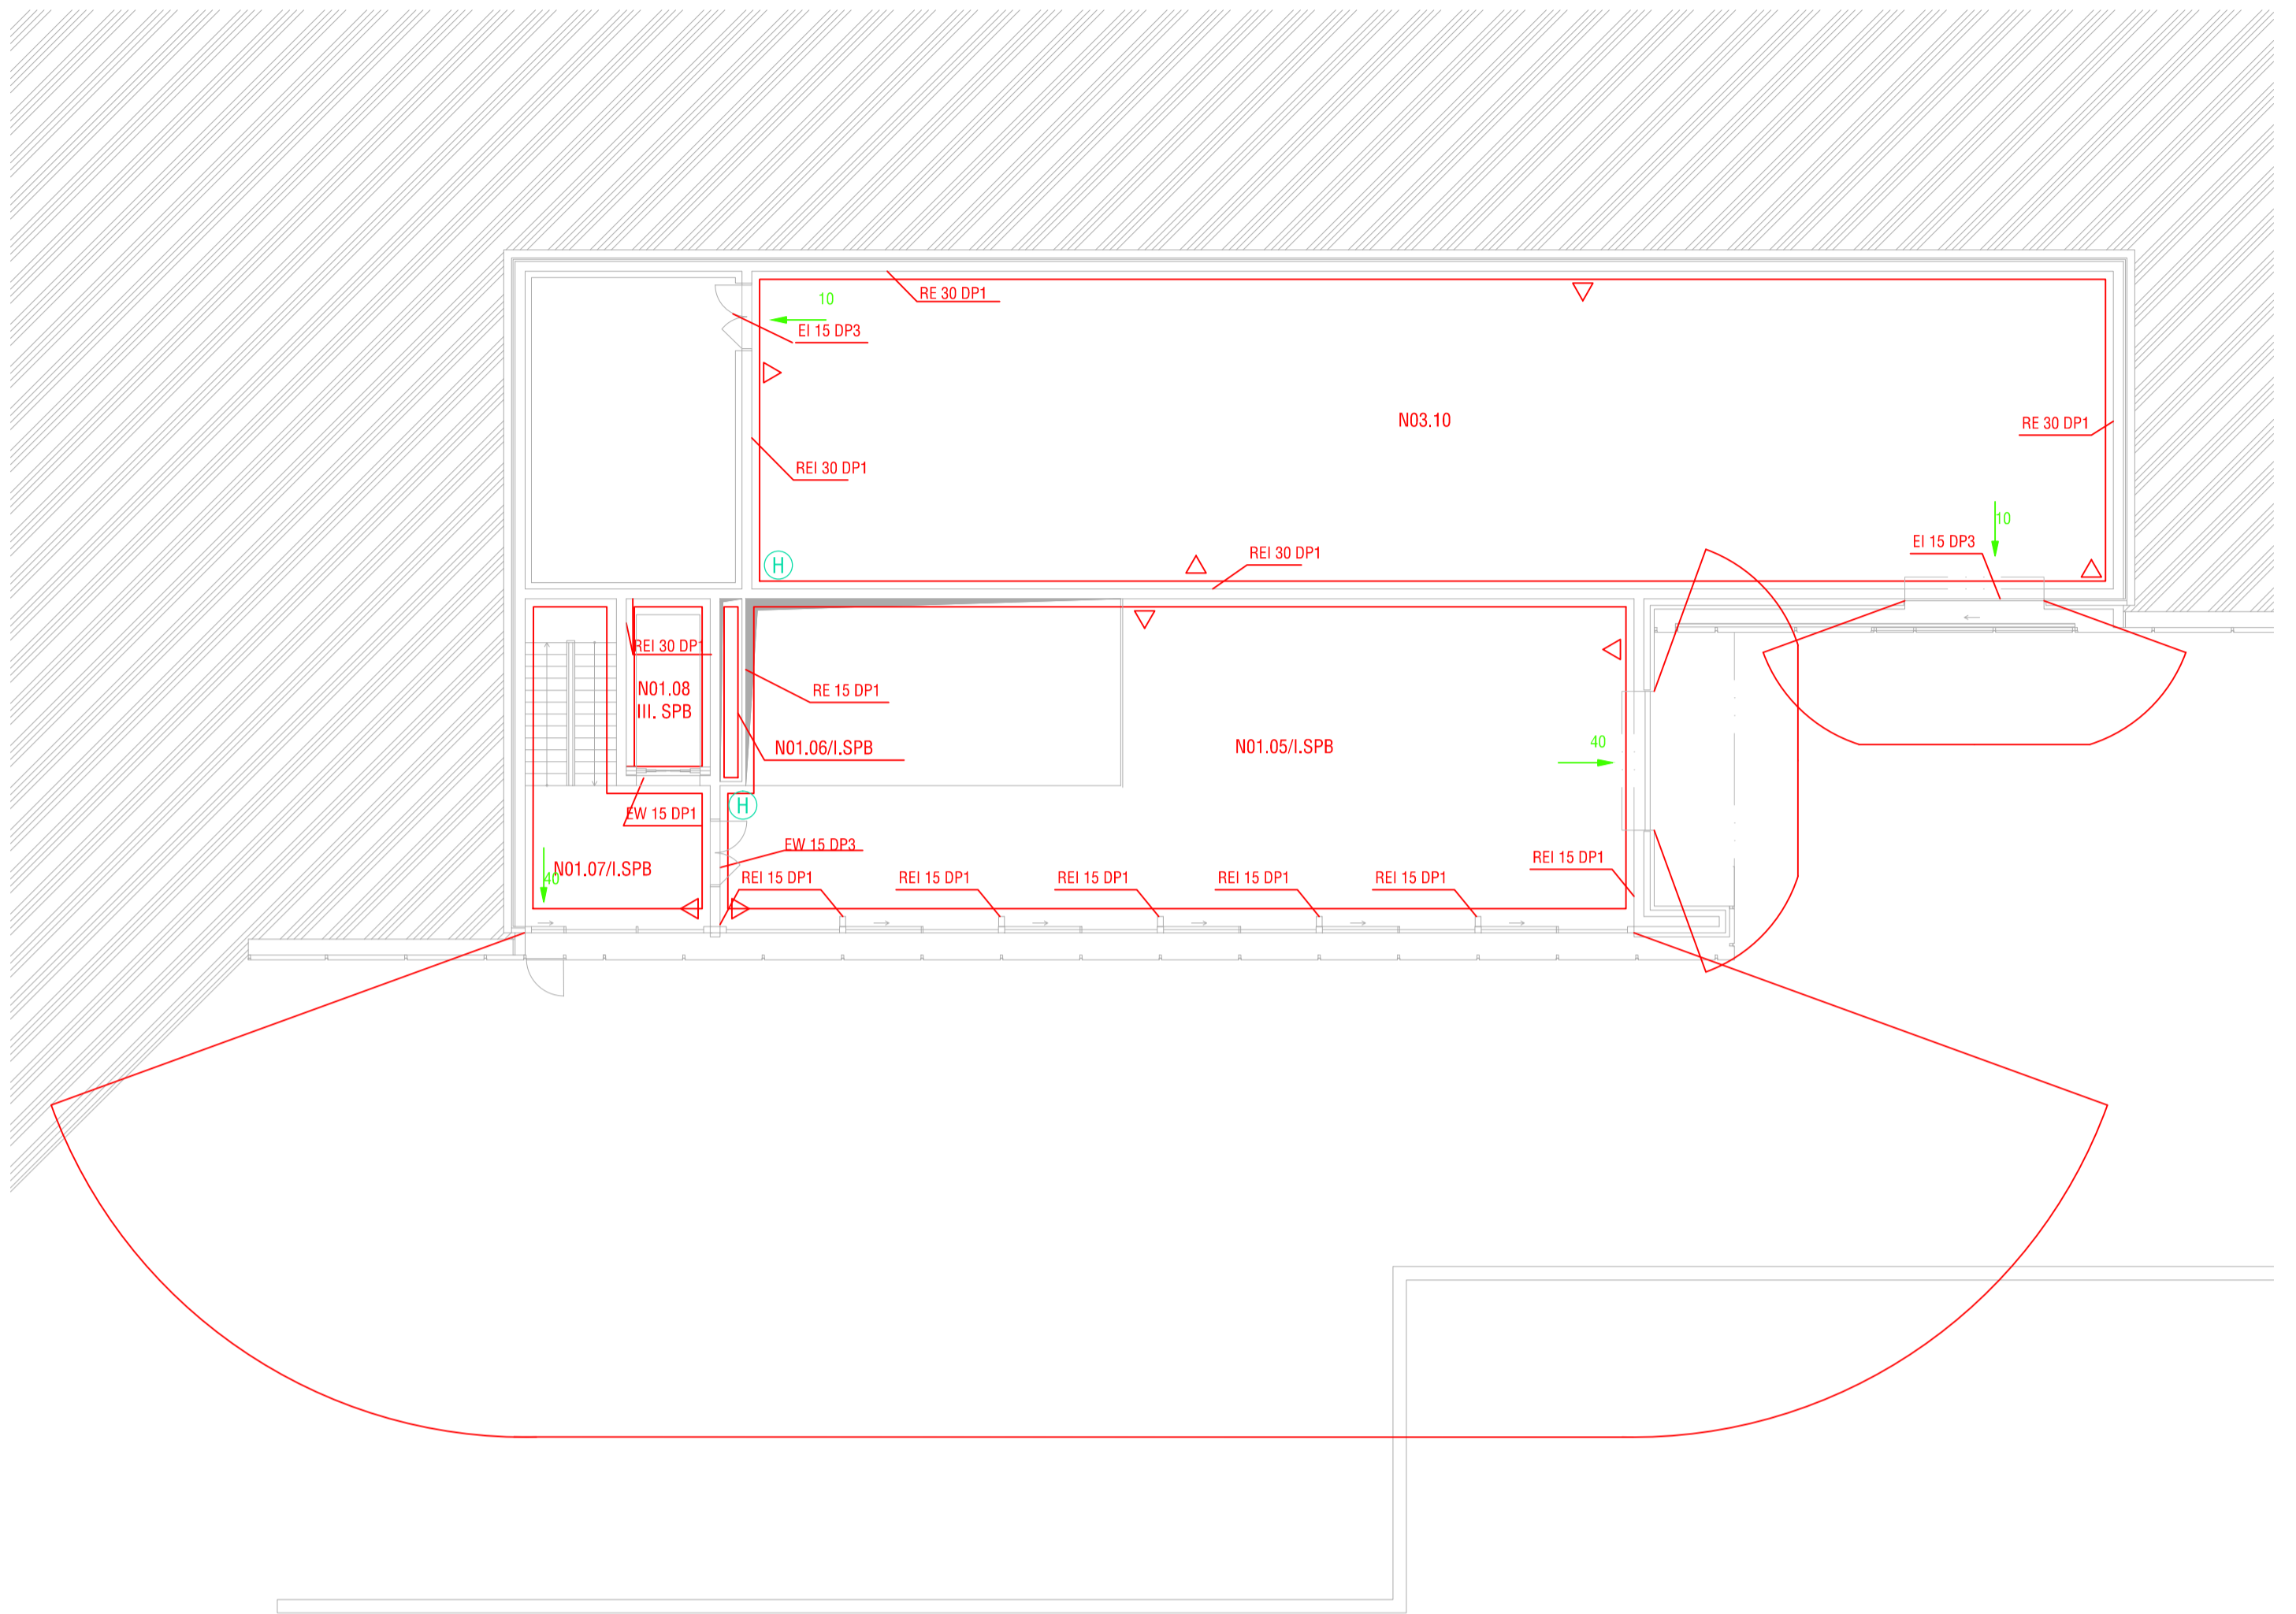 RE 30 DP1
10
EI 15 DP3
N03.10
RE 30 DP1
REI 30 DP1
10
EI 15 DP3
REI 30 DP1
H
REI 30 DP1
N01.08
III. SPB
RE 15 DP1
N01.06/I.SPB
N01.05/I.SPB
40
H
EW 15 DP1
EW 15 DP3
N01.07/I.SPB
40
REI 15 DP1
REI 15 DP1
REI 15 DP1
REI 15 DP1
REI 15 DP1
REI 15 DP1